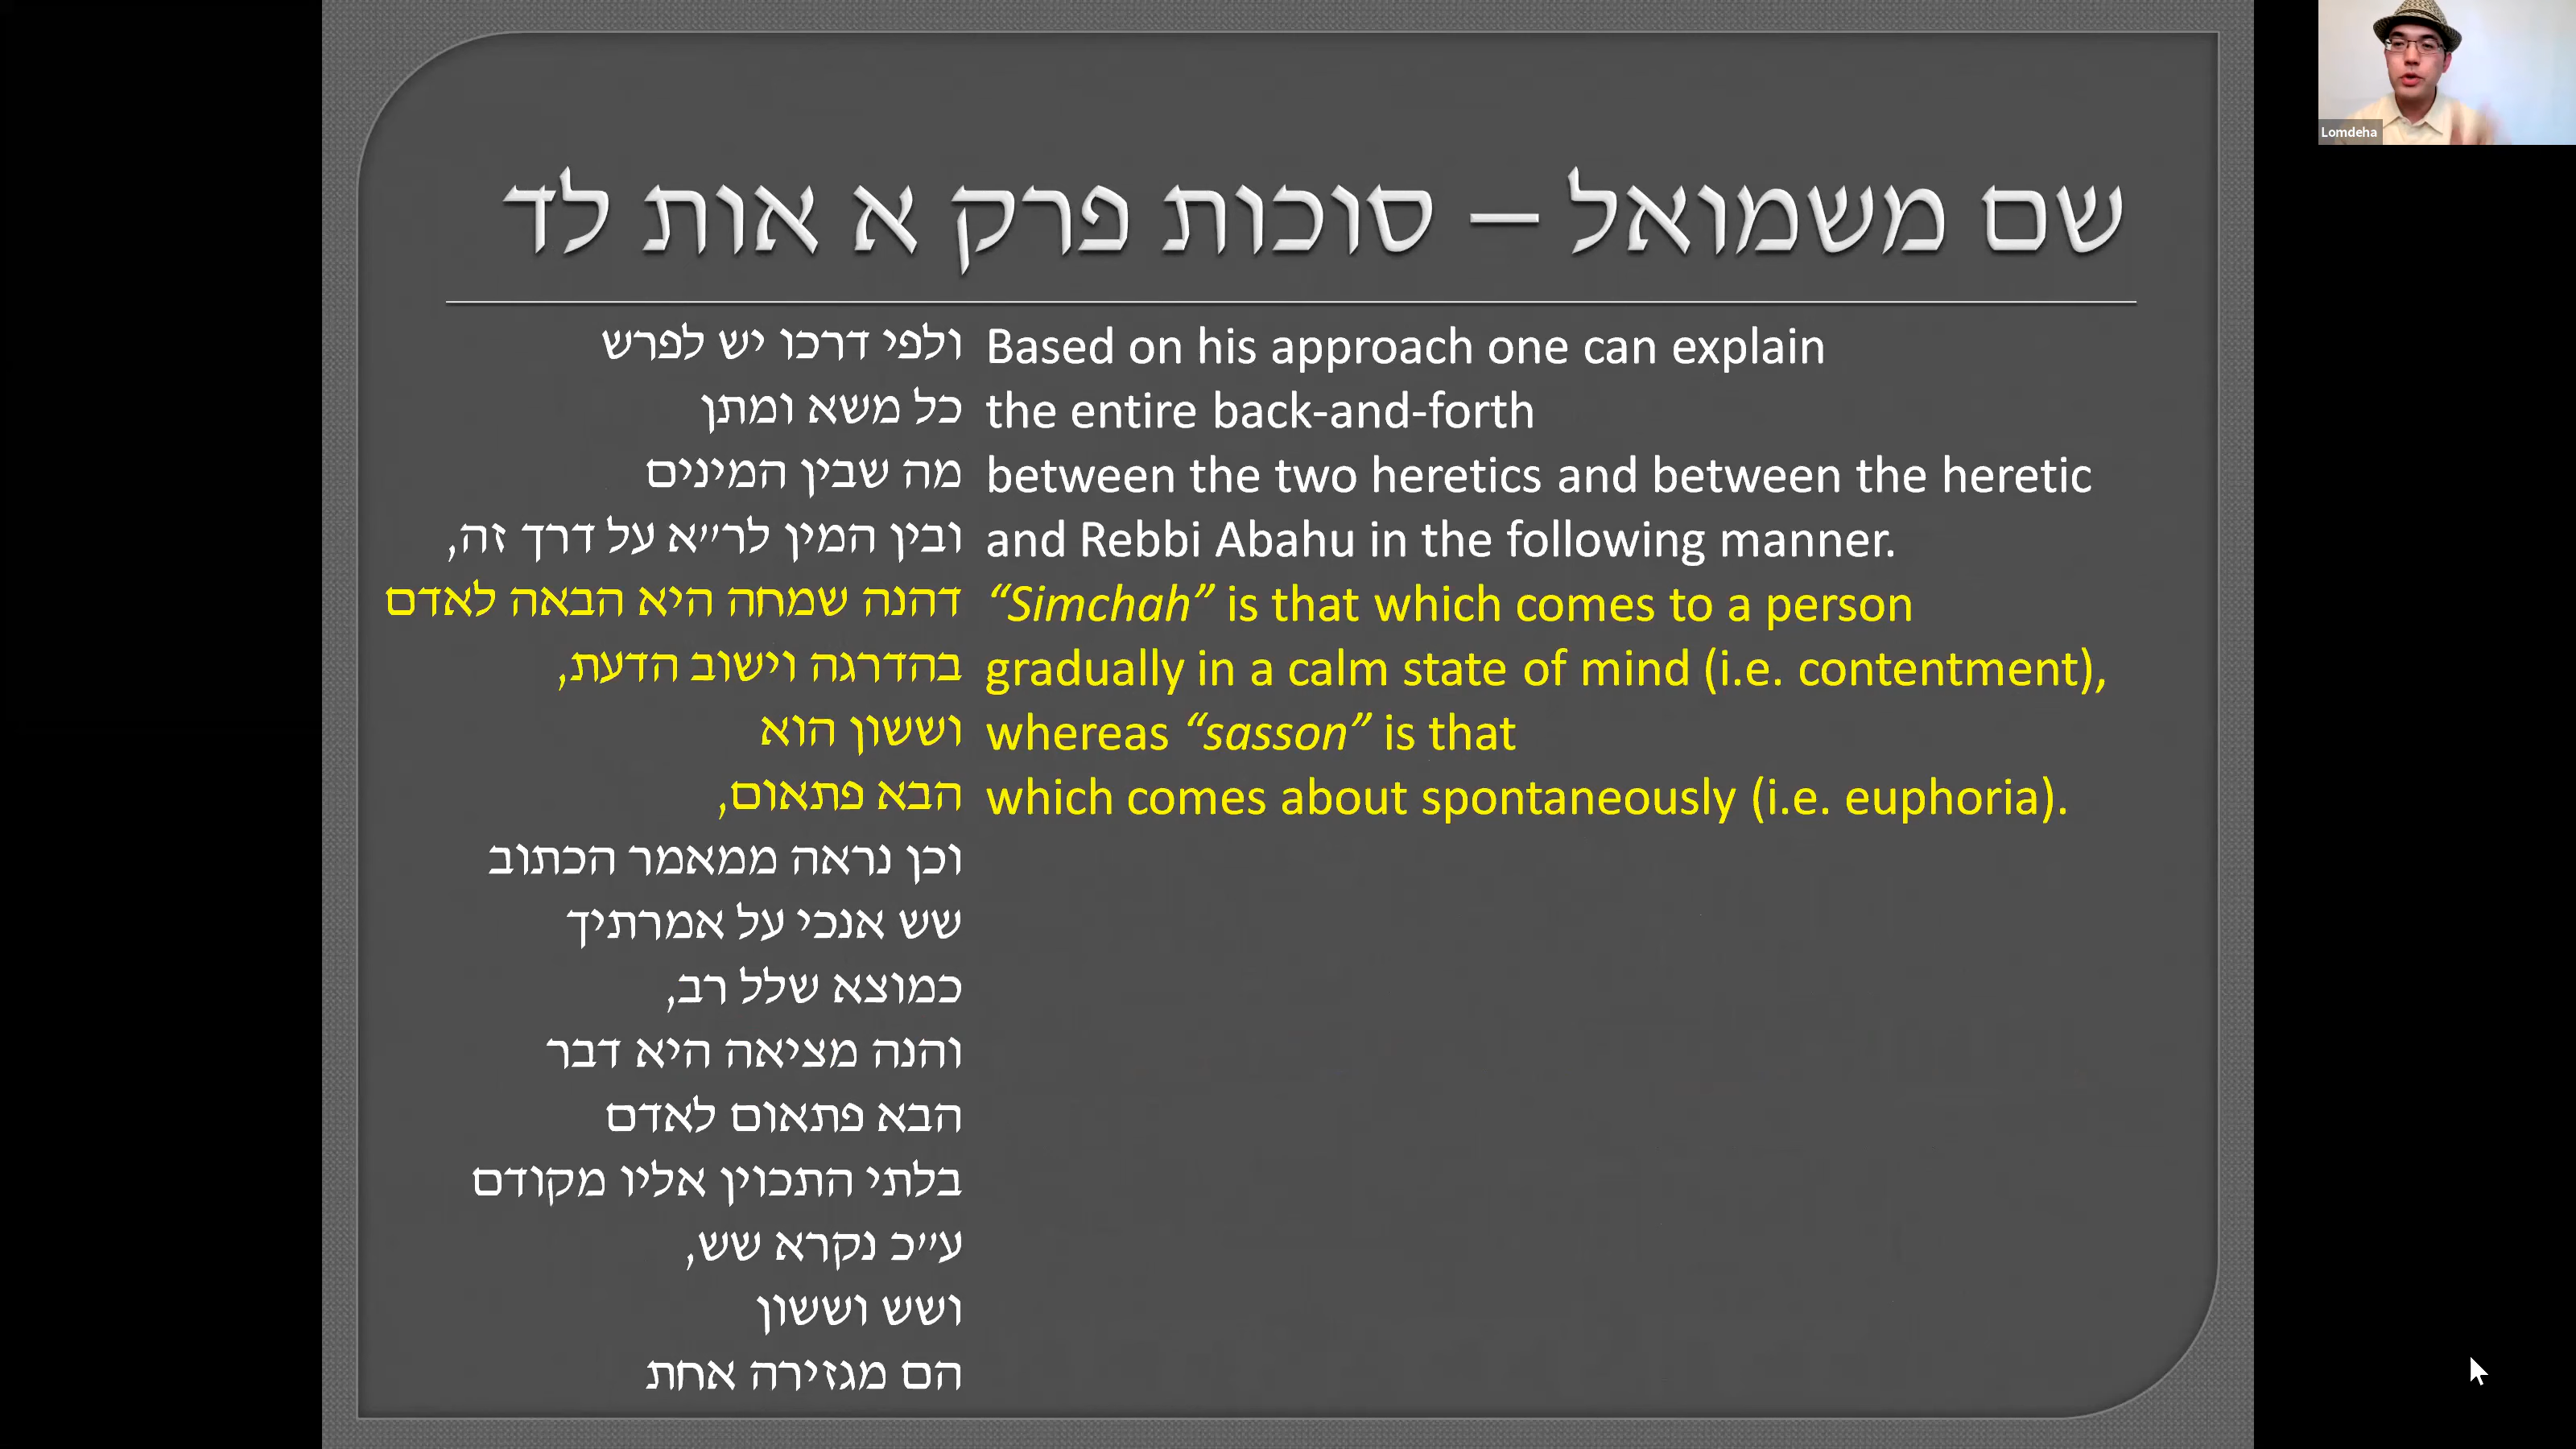 Lomdeha
שם משמואל – סוכות פרק א אות לד
ולפי דרכו יש לפרש
Based on his approach one can explain
כל משא ומתן
the entire back-and-forth
מה שבין המינים
between the two heretics and between the heretic
ובין המין לר״א על דרך זה,
and Rebbi Abahu in the following manner.
דהנה שמחה היא הבאה לאדם
“Simchah” is that which comes to a person
בהדרגה וישוב הדעת,
gradually in a calm state of mind (i.e. contentment),
וששון הוא
whereas “sasson” is that
הבא פתאום,
which comes about spontaneously (i.e. euphoria).
וכן נראה ממאמר הכתוב
שש אנכי על אמרתיך
כמוצא שלל רב,
והנה מציאה היא דבר
הבא פתאום לאדם
בלתי התכוין אליו מקודם
ע״כ נקרא שש,
ושש וששון
הם מגזירה אחת